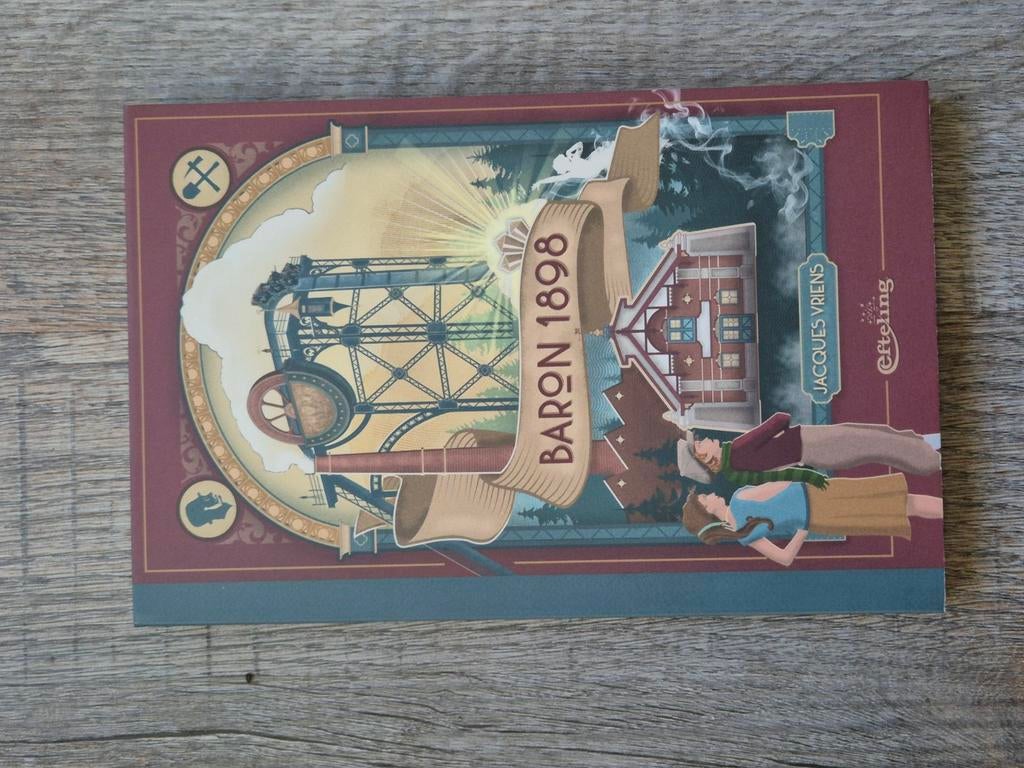 BARON 1898
JACQUES VRIENS
efteling